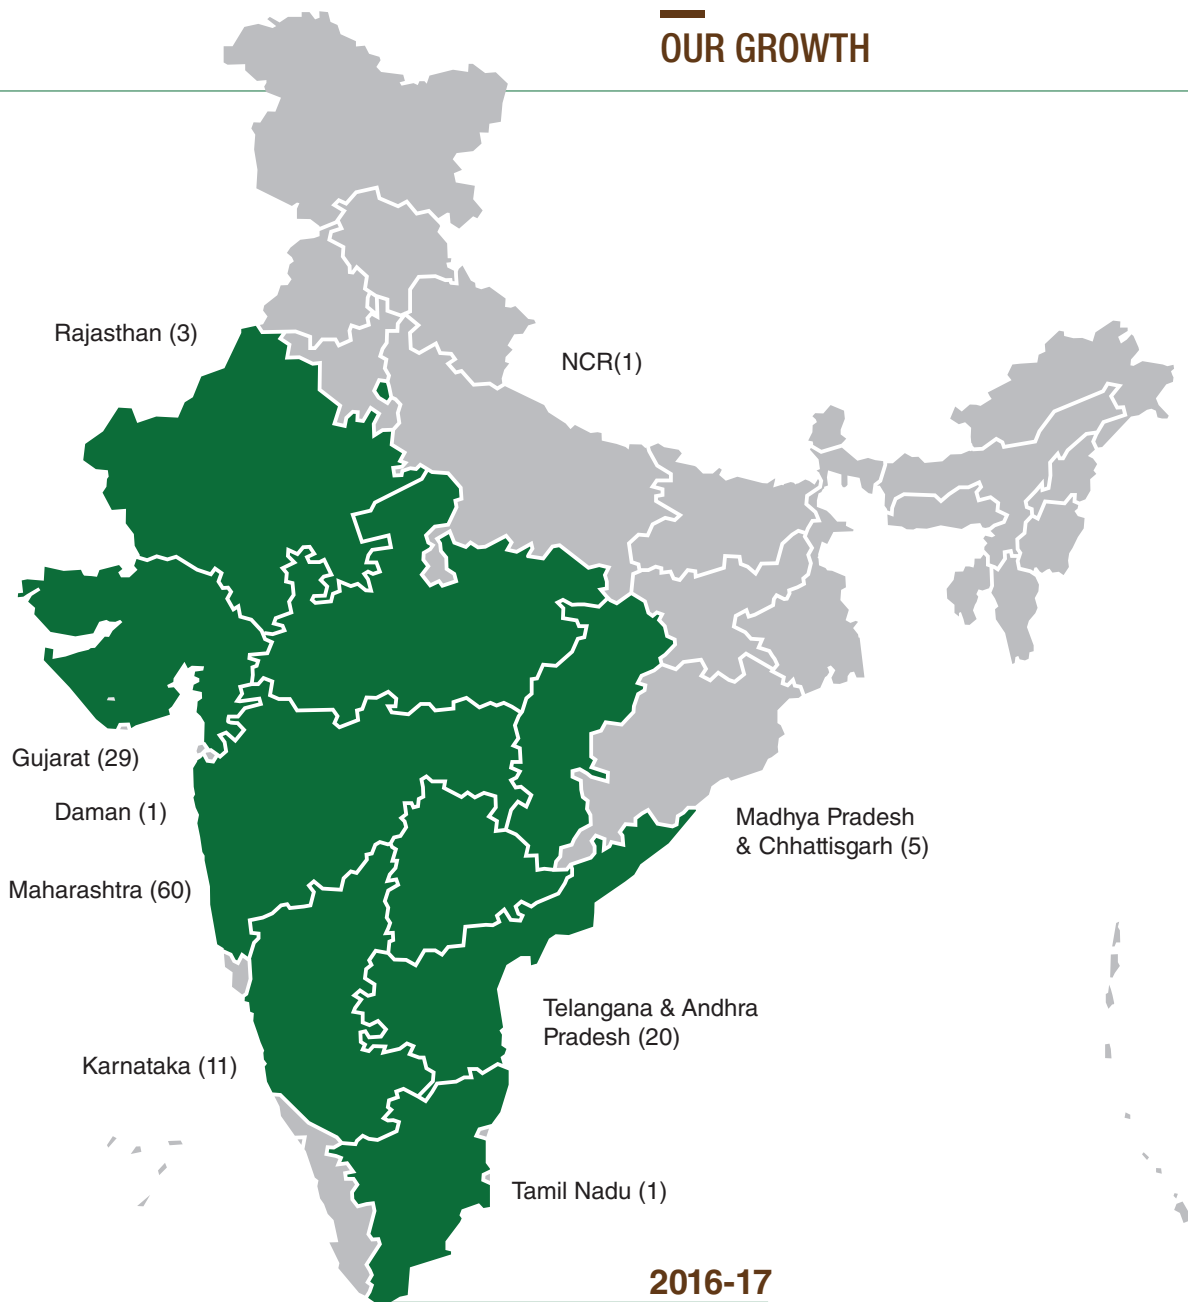 OUR GROWTH
Rajasthan (3)
NCR(1)
Gujarat (29)
Daman (1)
Madhya Pradesh
& Chhattisgarh (5)
Maharashtra (60)
Telangana & Andhra
Pradesh (20)
Karnataka (11)
Tamil Nadu (1)
2016-17